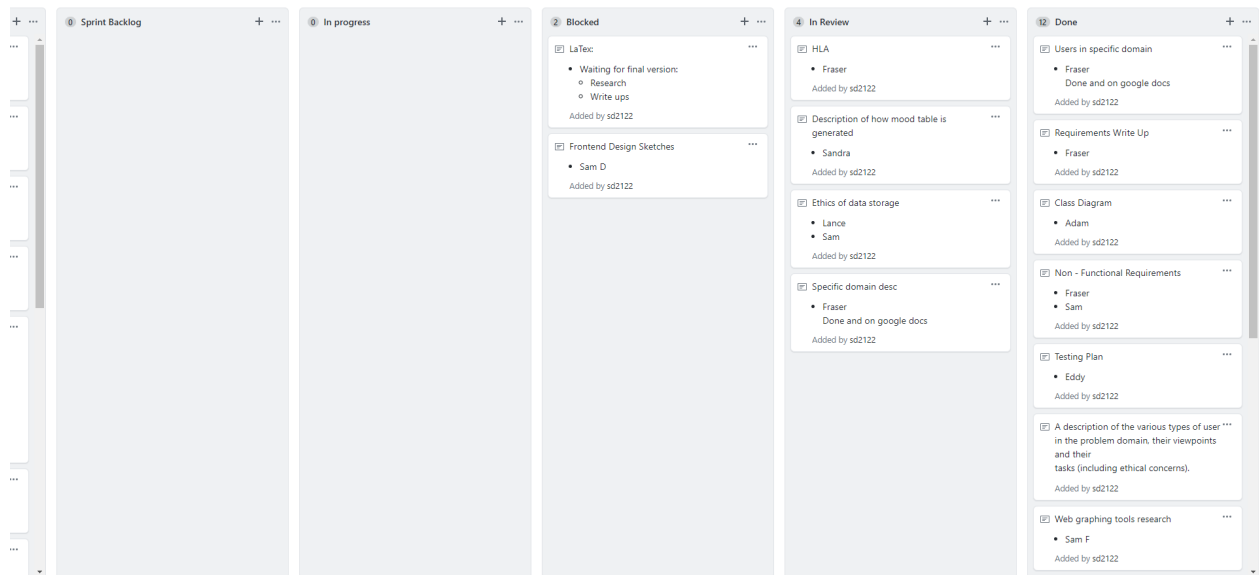 0 Sprint Backlog
0 In progress
2 Blocked
LaTex:
Waiting for final version:
Research
Write ups
Added by sd2122
Frontend Design Sketches
Sam D
Added by sd2122
4 In Review
HLA
Fraser
Added by sd2122
Description of how mood table is
generated
Sandra
Added by sd2122
Ethics of data storage
Lance
Sam
Added by sd2122
Specific domain desc
Fraser
Done and on google docs
Added by sd2122
12 Done
Users in specific domain
Fraser
Done and on google docs
Added by sd2122
Requirements Write Up
Fraser
Added by sd2122
Class Diagram
Adam
Added by sd2122
Non - Functional Requirements
Fraser
Sam
Added by sd2122
Testing Plan
Eddy
Added by sd2122
A description of the various types of user
in the problem domain, their viewpoints
and their
tasks (including ethical concerns).
Added by sd2122
Web graphing tools research
Sam F
Added by sd2122